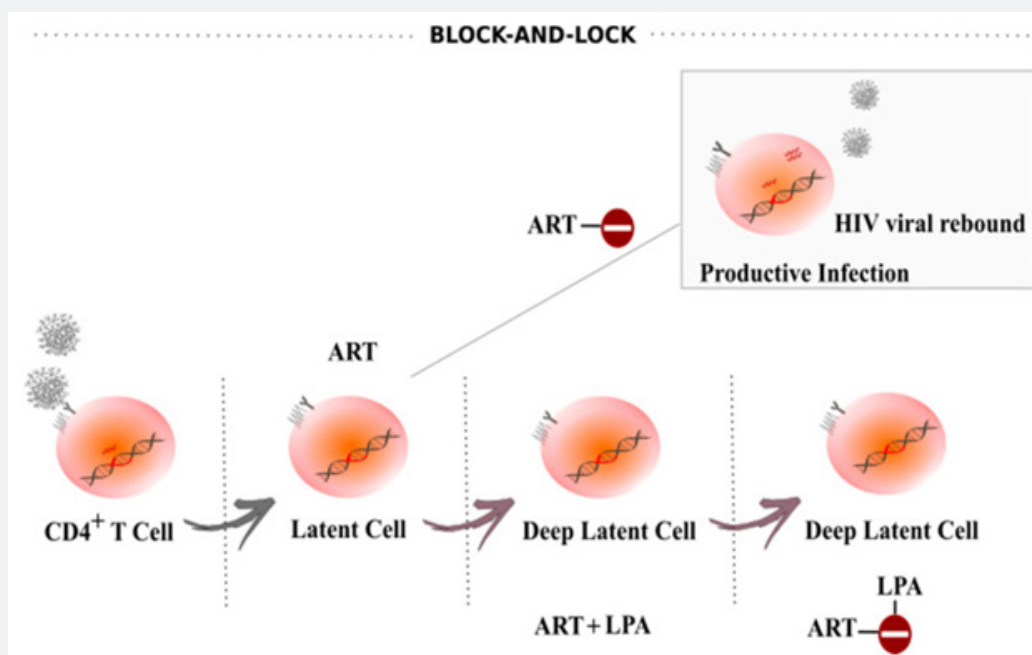 BLOCK-AND-LOCK
ART
HIV viral rebound
Productive Infection
ART
CD4⁺ T Cell
Latent Cell
Deep Latent Cell
Deep Latent Cell
ART + LPA
LPA
ART